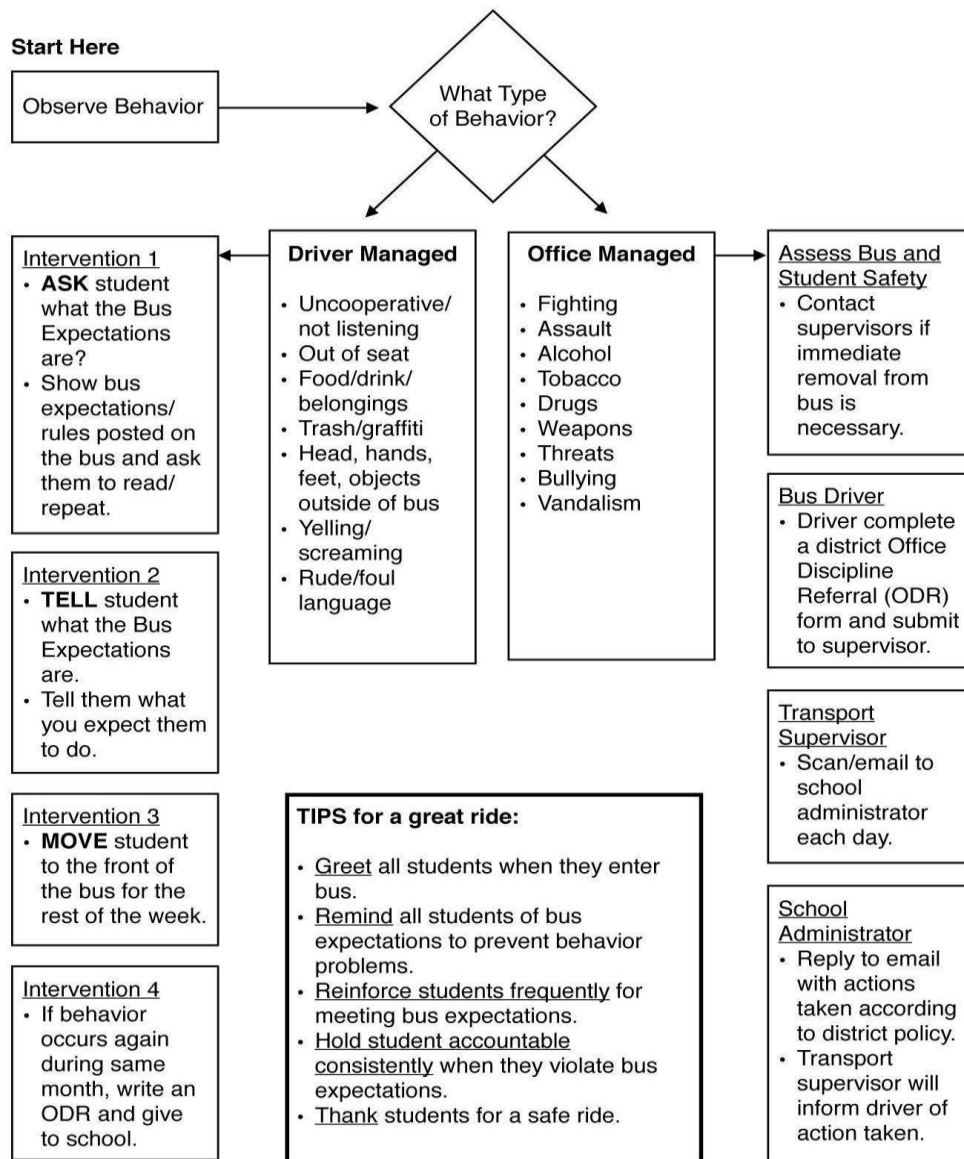 Start Here
Observe Behavior
What Type
of Behavior?
Intervention 1
• ASK student
what the Bus
Expectations
are?
• Show bus
expectations/
rules posted on
the bus and ask
them to read/
repeat.
Intervention 2
• TELL student
what the Bus
Expectations
are.
• Tell them what
you expect them
to do.
Intervention 3
• MOVE student
to the front of
the bus for the
rest of the week.
Intervention 4
• If behavior
occurs again
during same
month, write an
ODR and give
to school.
Driver Managed
• Uncooperative/
not listening
• Out of seat
• Food/drink/
belongings
• Trash/graffiti
• Head, hands,
feet, objects
outside of bus
• Yelling/
screaming
• Rude/foul
language
Office Managed
• Fighting
• Assault
• Alcohol
• Tobacco
• Drugs
• Weapons
• Threats
• Bullying
• Vandalism
Assess Bus and
Student Safety
• Contact
supervisors if
immediate
removal from
bus is
necessary.
Bus Driver
• Driver complete
a district Office
Discipline
Referral (ODR)
form and submit
to supervisor.
Transport
Supervisor
• Scan/email to
school
administrator
each day.
School
Administrator
• Reply to email
with actions
taken according
to district policy.
• Transport
supervisor will
inform driver of
action taken.
TIPS for a great ride:
• Greet all students when they enter
bus.
• Remind all students of bus
expectations to prevent behavior
problems.
• Reinforce students frequently for
meeting bus expectations.
• Hold student accountable
consistently when they violate bus
expectations.
• Thank students for a safe ride.